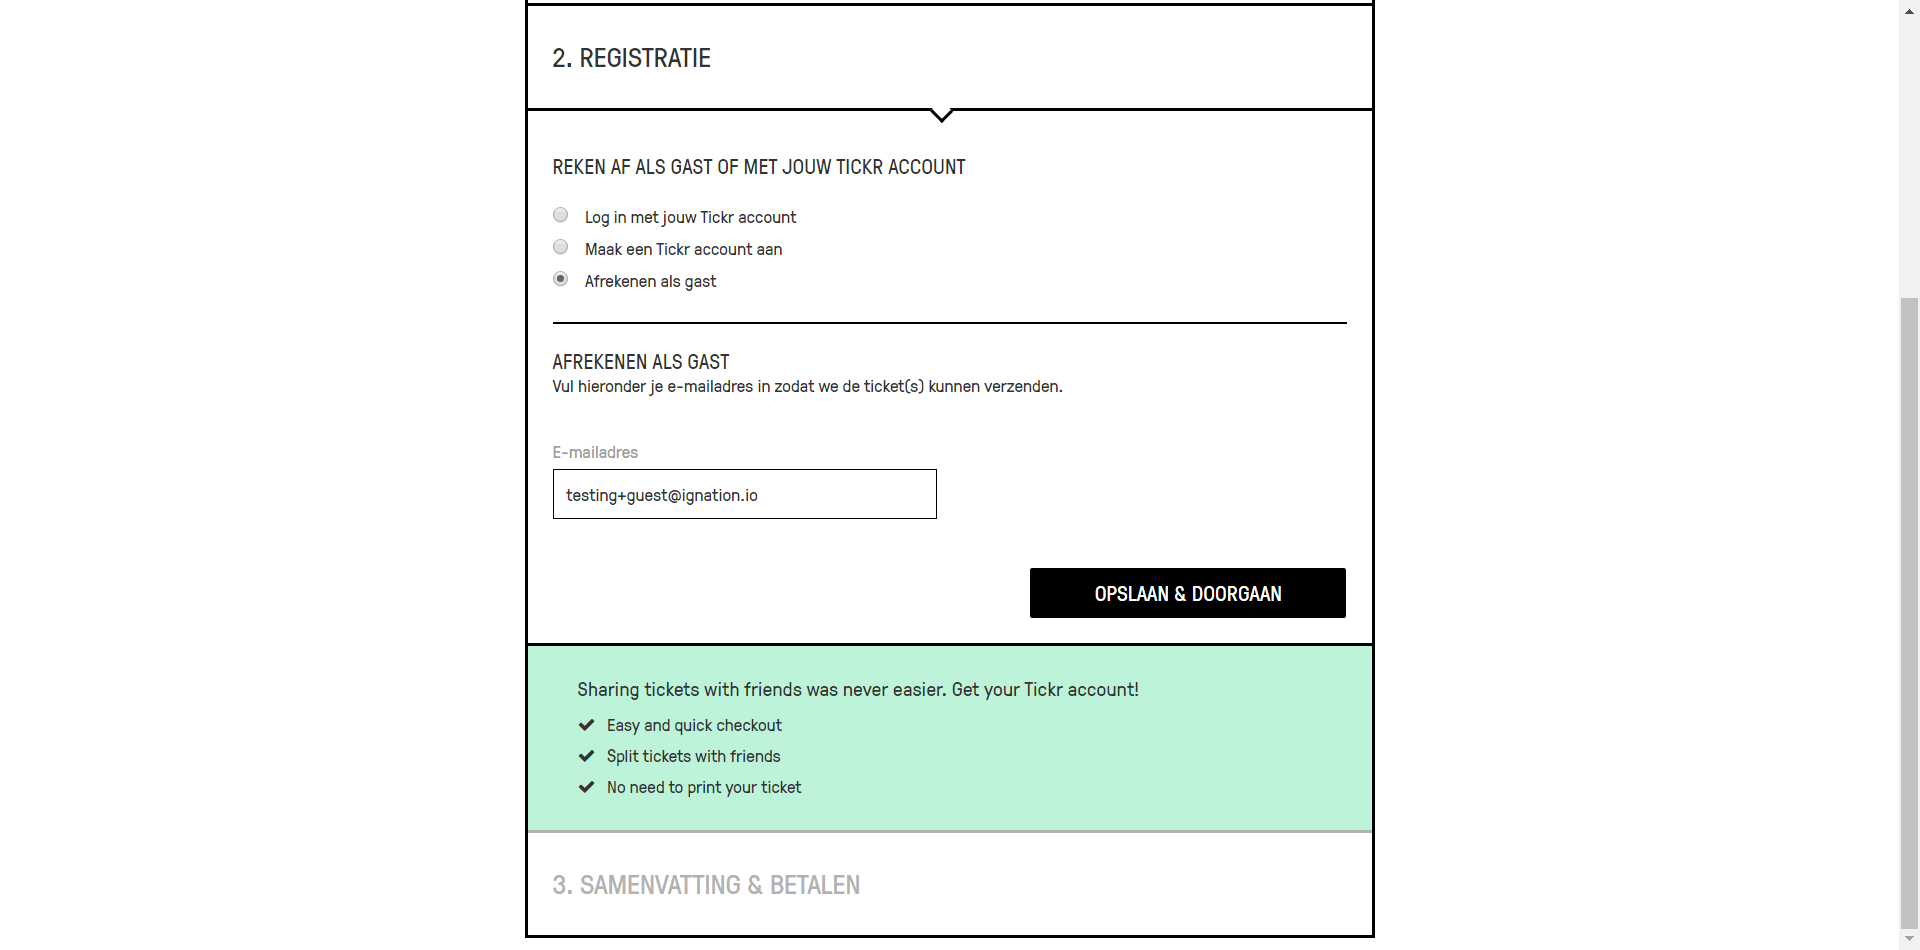 2. REGISTRATIE
REKEN AF ALS GAST OF MET JOUW TICKR ACCOUNT
Log in met jouw Tickr account
Maak een Tickr account aan
Afrekenen als gast
AFREKENEN ALS GAST
Vul hieronder je e-mailadres in zodat we de ticket(s) kunnen verzenden.
E-mailadres
testing+guest@ignation.io
OPSLAAN & DOORGAAN
Sharing tickets with friends was never easier. Get your Tickr account!
Easy and quick checkout
Split tickets with friends
No need to print your ticket
3. SAMENVATTING & BETALEN